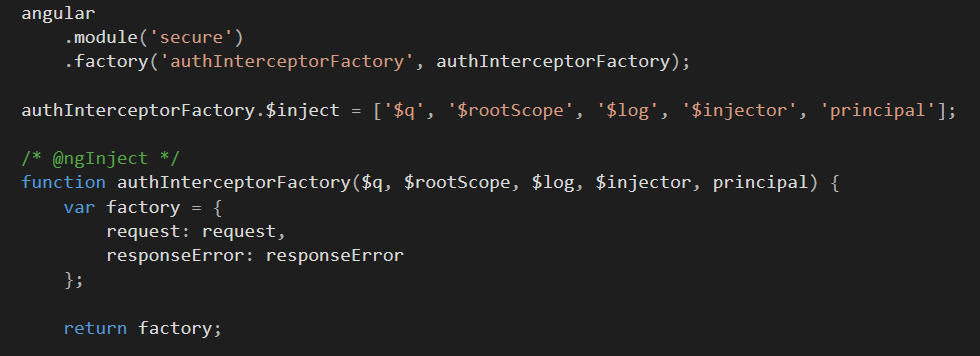 angular
    .module('secure')
    .factory('authInterceptorFactory', authInterceptorFactory);
authInterceptorFactory.$inject = ['$q', '$rootScope', '$log', '$injector', 'principal'];
/* @ngInject */
function authInterceptorFactory($q, $rootScope, $log, $injector, principal) {
    var factory = {
        request: request,
        responseError: responseError
    };
    return factory;